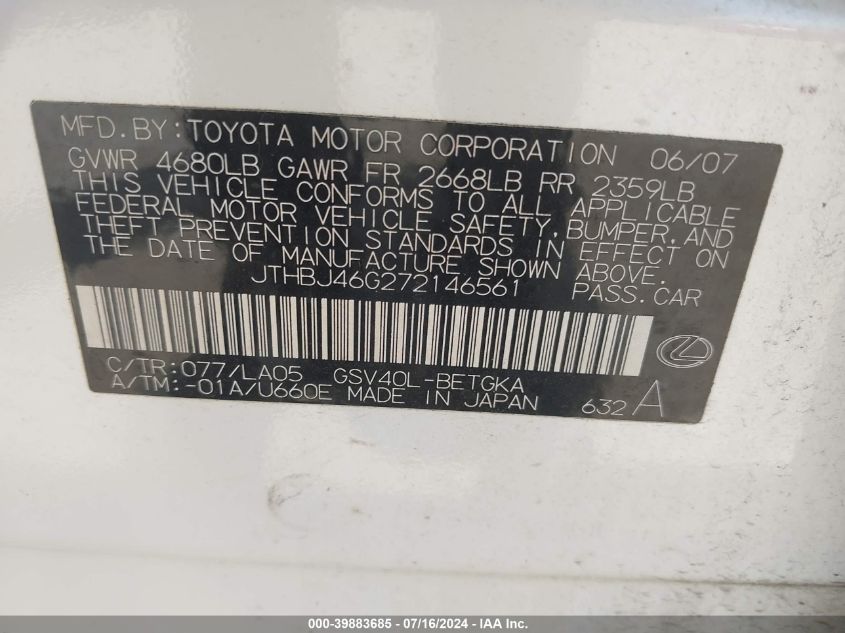 MFD.BY:TOYOTA MOTOR CORPORATION 06/07
GVWR 4680LB GAWR FR 2668LB RR 2359LB
THIS VEHICLE CONFORMS TO ALL APPLICABLE
FEDERAL MOTOR VEHICLE SAFETY,BUMPER,AND
THEFT PREVENTION STANDARDS IN EFFECT ON
THE DATE OF MANUFACTURE SHOWN ABOVE.
JTHBJ46G272146561 PASS.CAR
C/TR:077/LA05 GSV40L-BETGKA
A/TM:-01A/U660E MADE IN JAPAN 632 A
000-39883685 - 07/16/2024 - IAA Inc.